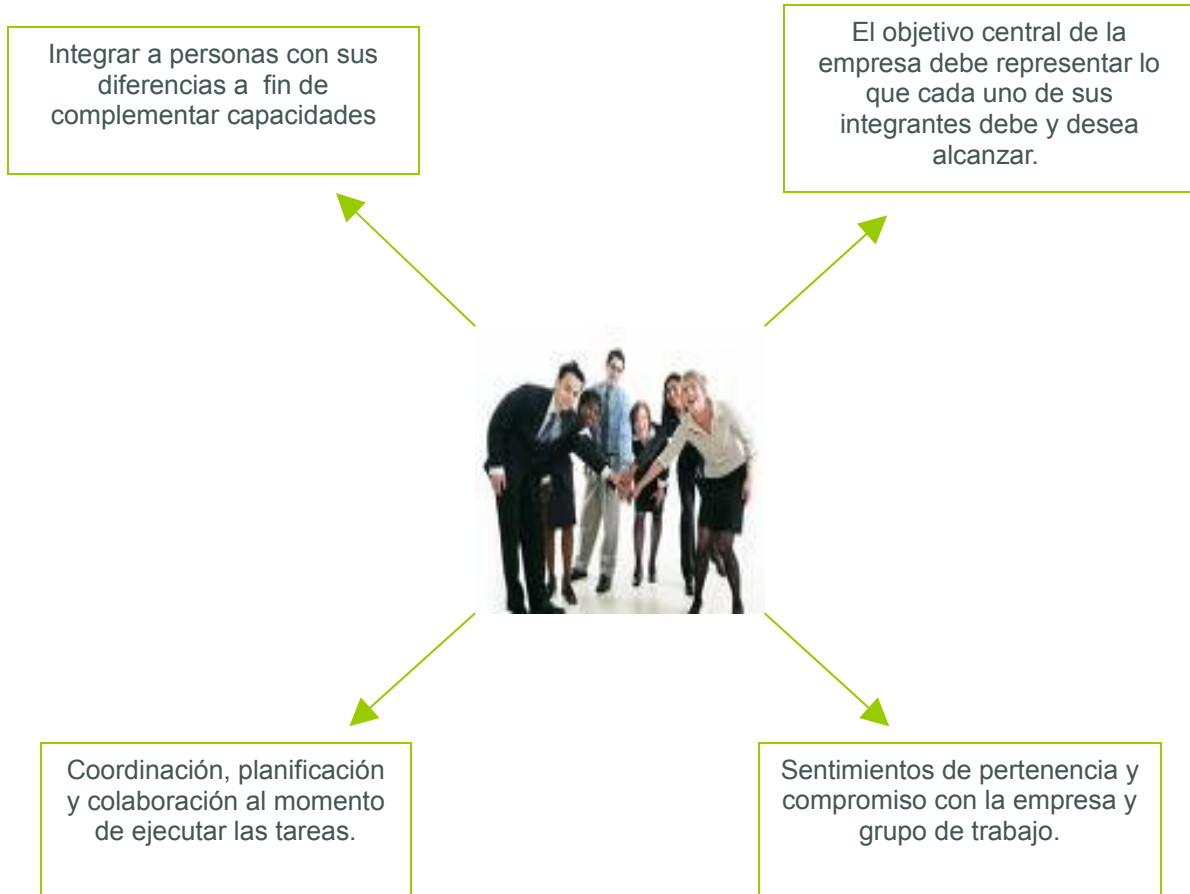 Integrar a personas con sus
diferencias a  fin de
complementar capacidades
El objetivo central de la
empresa debe representar lo
que cada uno de sus
integrantes debe y desea
alcanzar.
Coordinación, planificación
y colaboración al momento
de ejecutar las tareas.
Sentimientos de pertenencia y
compromiso con la empresa y
grupo de trabajo.